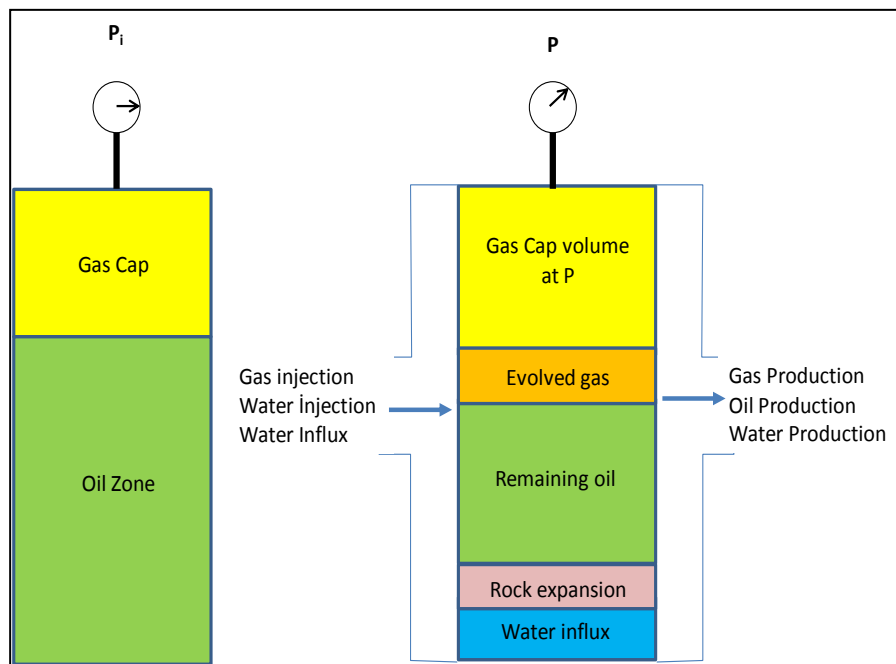 Pi
P
Gas Cap
Oil Zone
Gas injection
Water İnjection
Water Influx
Gas Cap volume
at P
Evolved gas
Remaining oil
Rock expansion
Water influx
Gas Production
Oil Production
Water Production